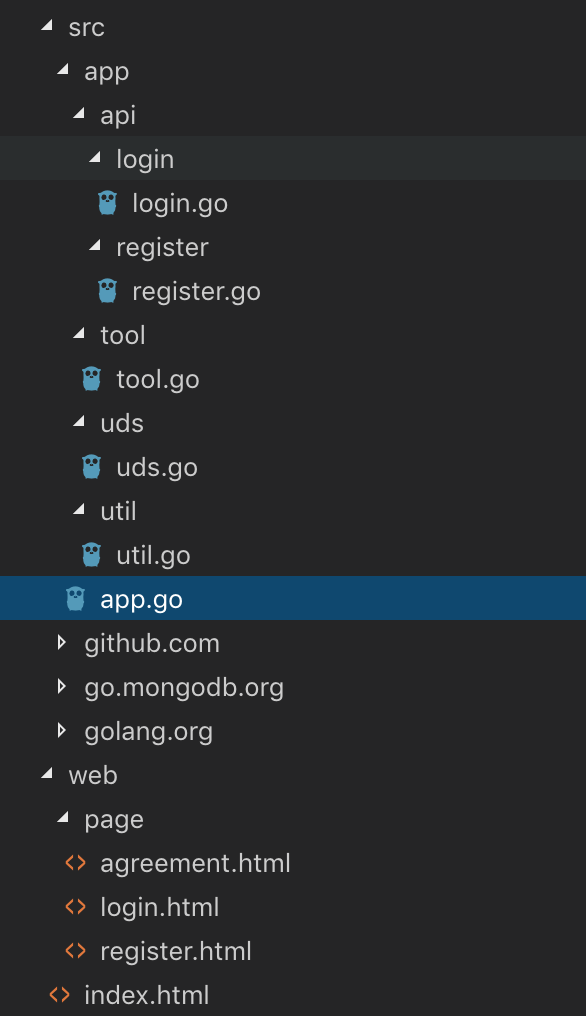 src
app
api
login
login.go
register
register.go
tool
tool.go
uds
uds.go
util
util.go
app.go
github.com
go.mongodb.org
golang.org
web
page
agreement.html
login.html
register.html
index.html